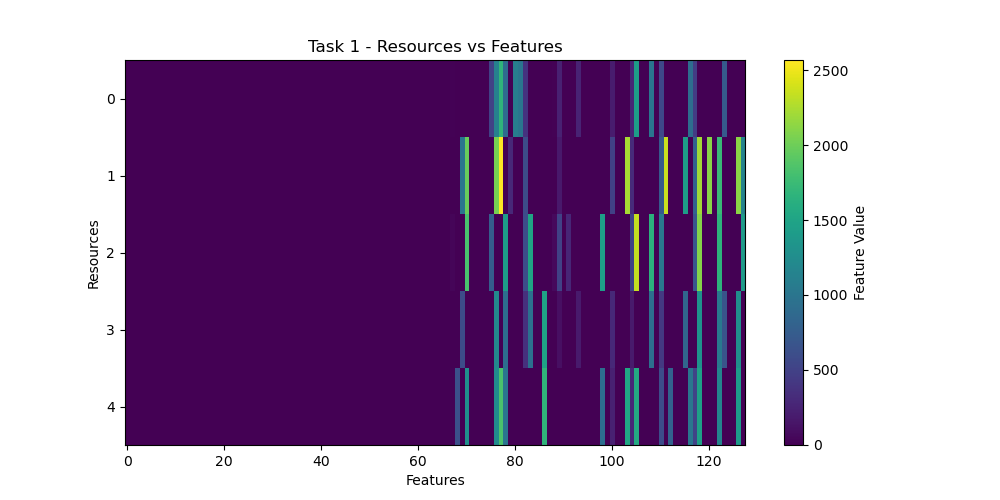 Task 1 - Resources vs Features
0
1
2
3
4
Resources
0 20 40 60 80 100 120
Features
2500
2000
1500
1000
500
0
Feature Value